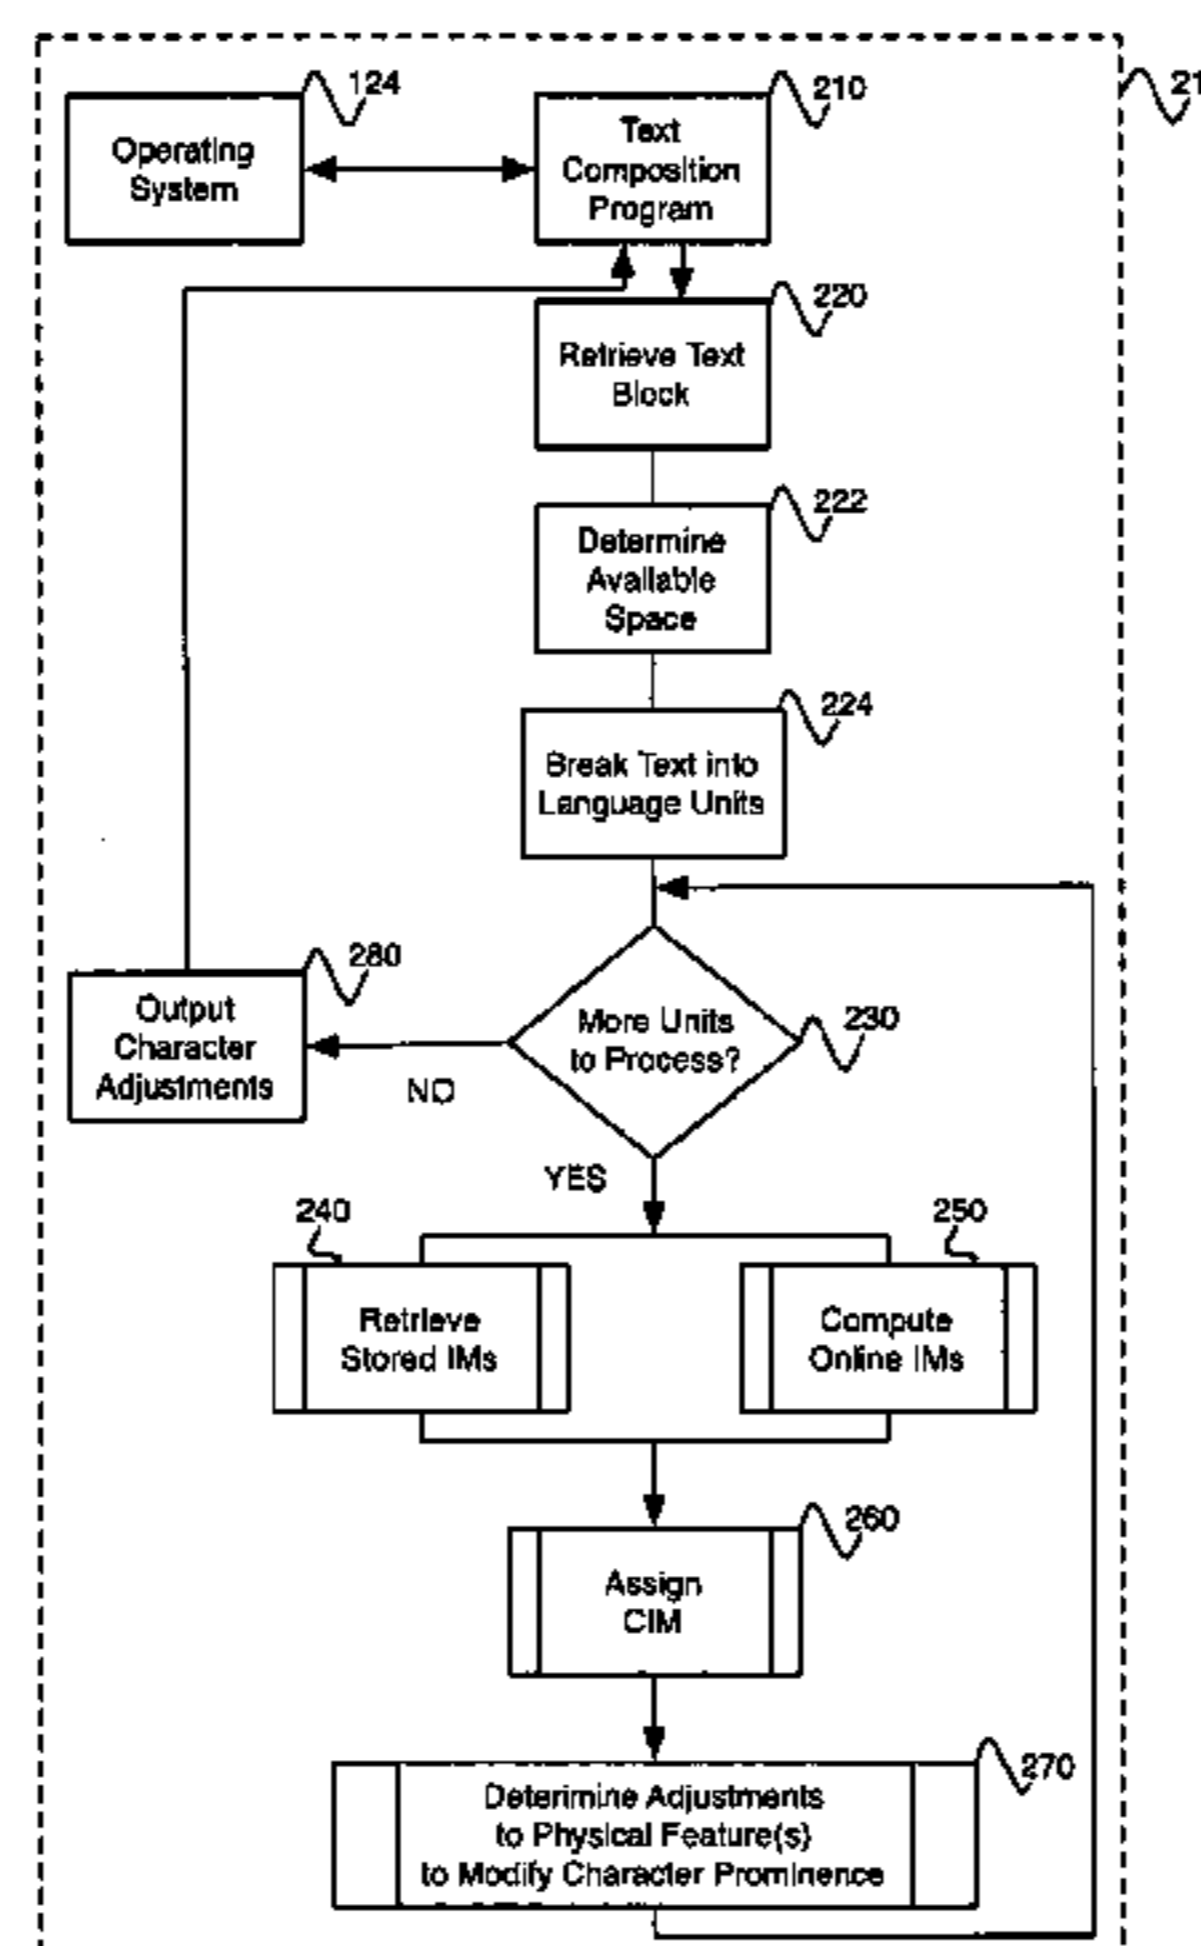 124
210
21
Operating
System
Text
Composition
Program
220
Retrieve Text
Block
222
Determine
Available
Space
224
Break Text into
Language Units
280
Output
Character
Adjustments
More Units
to Process?
230
NO
YES
240
250
Retrieve
Stored IMs
Compute
Online IMs
260
Assign
CIM
270
Deterimine Adjustments
to Physical Feature(s)
to Modify Character Prominence